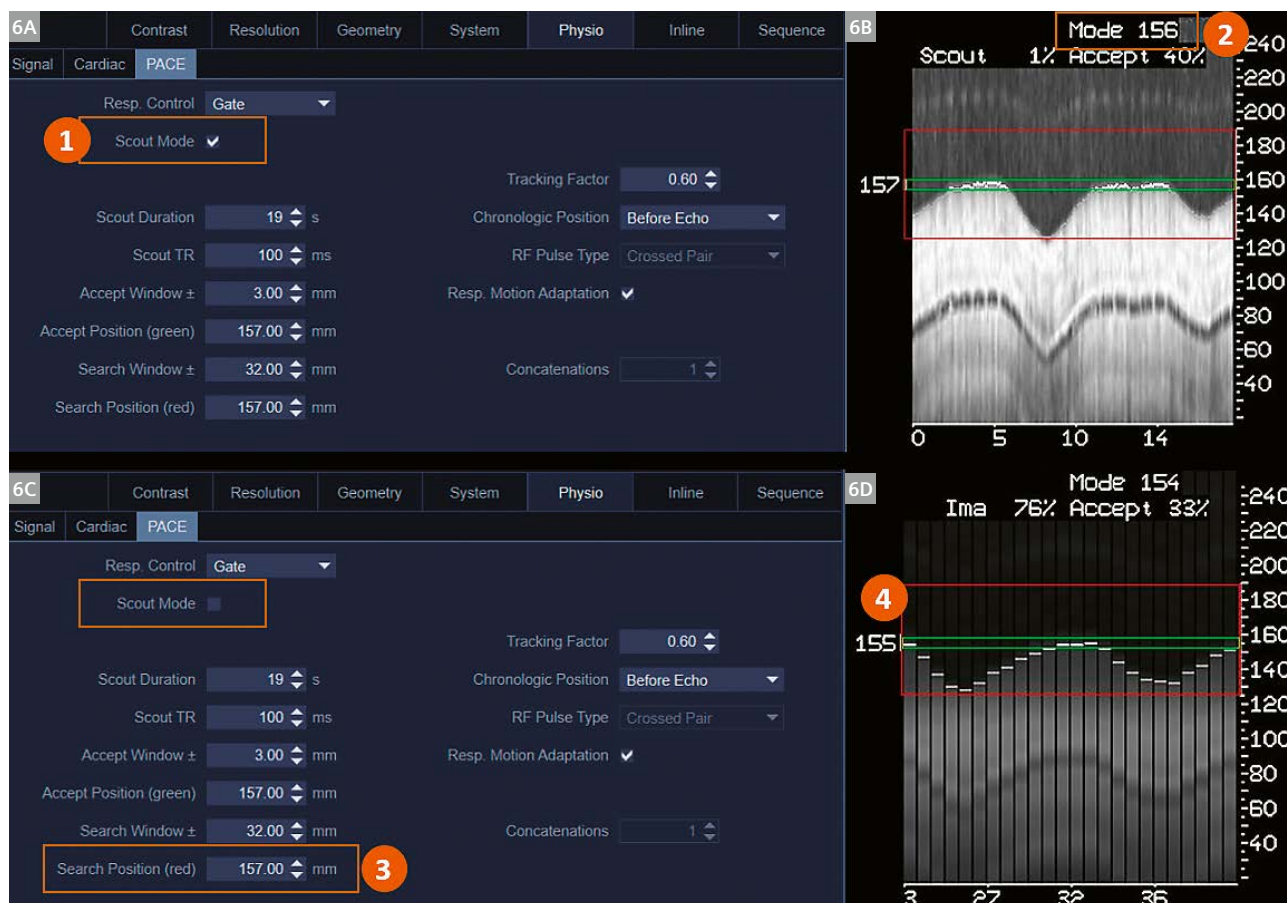 6A
Contrast Resolution Geometry System Physio Inline Sequence
Signal Cardiac PACE
Resp. Control Gate
1
Scout Mode
Tracking Factor 0.60
Scout Duration 19 s Chronologic Position Before Echo
Scout TR 100 ms RF Pulse Type Crossed Pair
Accept Window ± 3.00 mm Resp. Motion Adaptation
Accept Position (green) 157.00 mm
Search Window ± 32.00 mm Concatenations 1
Search Position (red) 157.00 mm
6B
Mode 156
2
Scout 1% Accept 40%
240
220
200
180
160
157
140
120
100
80
60
40
0 5 10 14
6C
Contrast Resolution Geometry System Physio Inline Sequence
Signal Cardiac PACE
Resp. Control Gate
Scout Mode
Tracking Factor 0.60
Scout Duration 19 s Chronologic Position Before Echo
Scout TR 100 ms RF Pulse Type Crossed Pair
Accept Window ± 3.00 mm Resp. Motion Adaptation
Accept Position (green) 157.00 mm
Search Window ± 32.00 mm Concatenations 1
Search Position (red) 157.00 mm
3
6D
Mode 154
Ima 76% Accept 33%
240
220
200
180
4
160
155
140
120
100
80
60
40
27 32 36